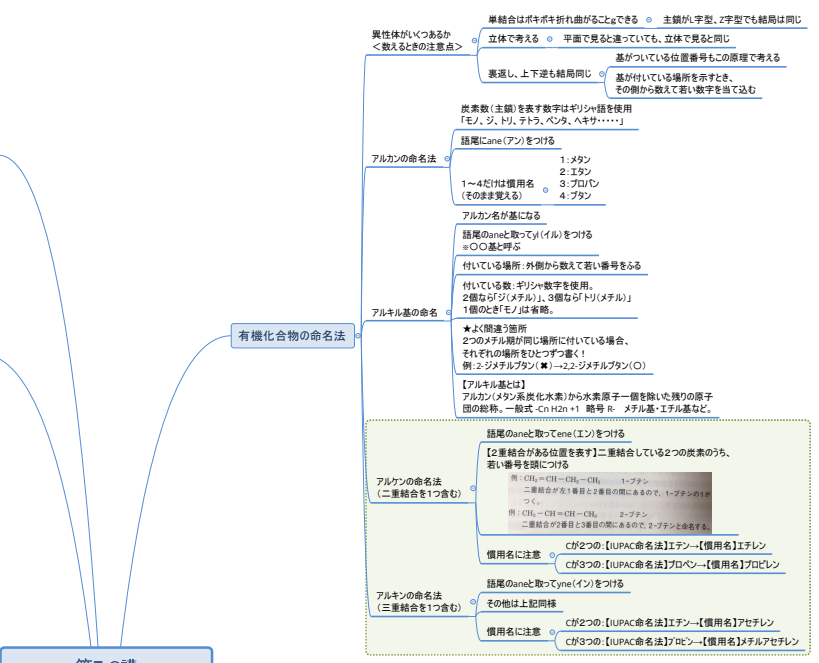 単結合はポキポキ折れ曲がることgできる
主鎖がL字型、Z字型でも結局は同じ
異性体がいくつあるか
＜数えるときの注意点＞
立体で考える
平面で見ると違っていても、立体で見ると同じ
裏返し、上下逆も結局同じ
基がついている位置番号もこの原理で考える
基が付いている場所を示すとき、
その側から数えて若い数字を当て込む
アルカンの命名法
炭素数（主鎖）を表す数字はギリシャ語を使用
「モノ、ジ、トリ、テトラ、ペンタ、ヘキサ・・・・・」
語尾にane（アン）をつける
１～４だけは慣用名
（そのまま覚える）
１：メタン
２：エタン
３：プロパン
４：ブタン
有機化合物の命名法
アルキル基の命名
アルカン名が基になる
語尾のaneと取ってyl（イル）をつける
※〇〇基と呼ぶ
付いている場所：外側から数えて若い番号をふる
付いている数：ギリシャ数字を使用。
２個なら「ジ（メチル）」、３個なら「トリ（メチル）」
１個のとき「モノ」は省略。
★よく間違う箇所
２つのメチル期が同じ場所に付いている場合、
それぞれの場所をひとつずつ書く！
例：2-ジメチルブタン（✖）→2,2-ジメチルブタン（〇）
【アルキル基とは】
アルカン（メタン系炭化水素）から水素原子一個を除いた残りの原子
団の総称。一般式 -Cn H2n +1 略号 R- メチル基・エチル基など。
アルケンの命名法
（二重結合を１つ含む）
語尾のaneと取ってene（エン）をつける
【２重結合がある位置を表す】二重結合している２つの炭素のうち、
若い番号を頭につける
例：CH₂＝CH－CH₂－CH₃ 1-ブテン
二重結合が左1番目と2番目の間にあるので、1-ブテンの1が
つく。
例：CH₃－CH＝CH－CH₃ 2-ブテン
二重結合が2番目と3番目の間にあるので、2-ブテンと命名する。
慣用名に注意
Cが２つの：【IUPAC命名法】エテン→【慣用名】エチレン
Cが３つの：【IUPAC命名法】プロペン→【慣用名】プロピレン
アルキンの命名法
（三重結合を１つ含む）
語尾のaneと取ってyne（イン）をつける
その他は上記同様
慣用名に注意
Cが２つの：【IUPAC命名法】エチン→【慣用名】アセチレン
Cが３つの：【IUPAC命名法】プロピン→【慣用名】メチルアセチレン